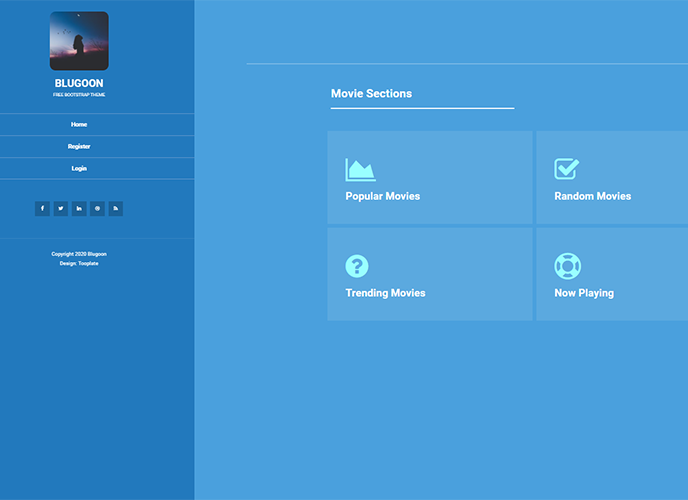 BLUGOON
FREE BOOTSTRAP THEME
Home
Register
Login
Copyright 2020 Blugoon
Design: Tooplate
Movie Sections
Popular Movies
Random Movies
Trending Movies
Now Playing